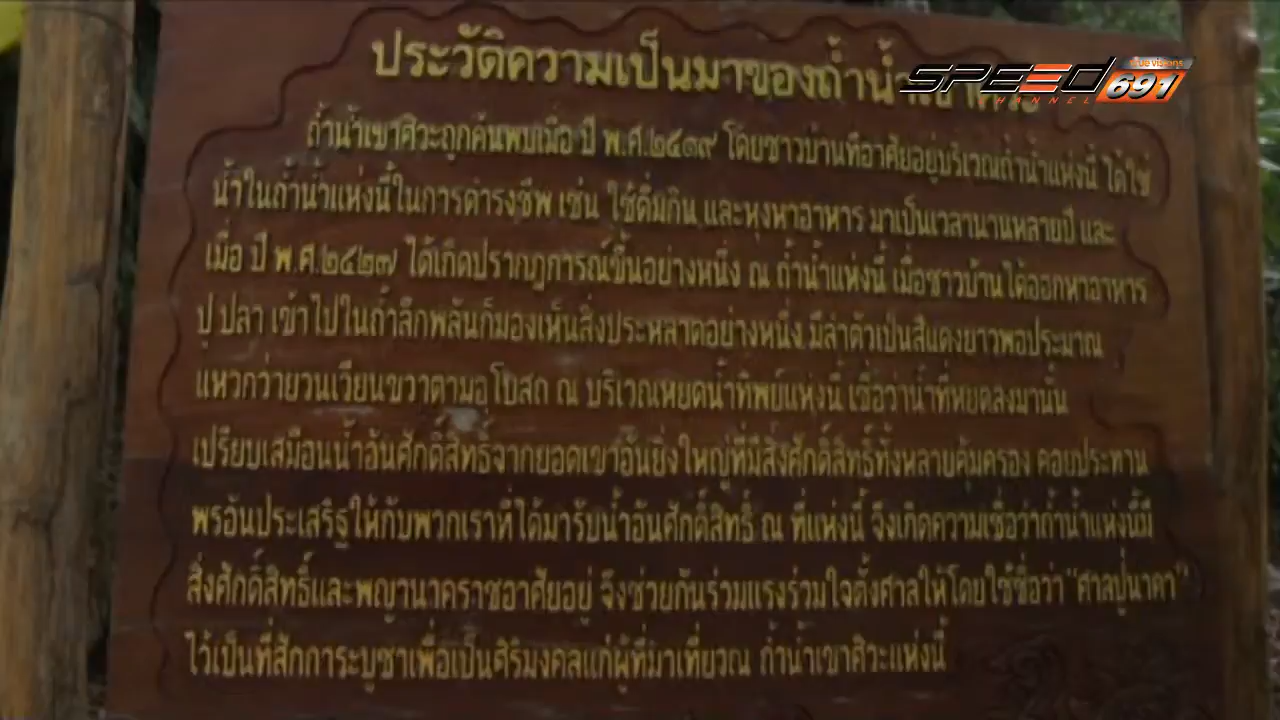 ประวัติความเป็นมาของถ้ำน้ำ
SPEED
CHANNEL
TRUE VISIONS
691
ถ้ำน้ำเขาศิวะถูกค้นพบเมื่อ ปี พ.ศ.๒๕๑๙ โดยชาวบ้านที่อาศัยอยู่บริเวณถ้ำน้ำแห่งนี้ ได้ใช้
น้ำในถ้ำน้ำแห่งนี้ในการดำรงชีพ เช่น ใช้ดื่มกิน และหุงหาอาหาร มาเป็นเวลานานหลายปี และ
เมื่อ ปี พ.ศ.๒๕๒๗ ได้เกิดปรากฎการณ์ขึ้นอย่างหนึ่ง ณ ถ้ำน้ำแห่งนี้ เมื่อชาวบ้านได้ออกหาอาหาร
ปู ปลา เข้าไปในถ้ำลึกพลันก็มองเห็นสิ่งประหลาดอย่างหนึ่ง มีลำตัวเป็นสีแดงยาวพอประมาณ
แหวกว่ายวนเวียนขวาตามอุโบสถ ณ บริเวณหยดน้ำทิพย์แห่งนี้ เชื่อว่าน้ำที่หยดลงมานั้น
เปรียบเสมือนน้ำอันศักดิ์สิทธิ์จากยอดเขาอันยิ่งใหญ่ที่มีสิ่งศักดิ์สิทธิ์ทั้งหลายคุ้มครอง คอยประทาน
พรอันประเสริฐให้กับพวกเราที่ได้มารับน้ำอันศักดิ์สิทธิ์ ณ ที่แห่งนี้ จึงเกิดความเชื่อว่าถ้ำน้ำแห่งนี้มี
สิ่งศักดิ์สิทธิ์และพญานาคราชอาศัยอยู่ จึงช่วยกันร่วมแรงร่วมใจตั้งศาลให้โดยใช้ชื่อว่า "ศาลปู่นาคา"
ไว้เป็นที่สักการะบูชาเพื่อเป็นศิริมงคลแก่ผู้ที่มาเที่ยวณ ถ้ำน้ำเขาศิวะแห่งนี้